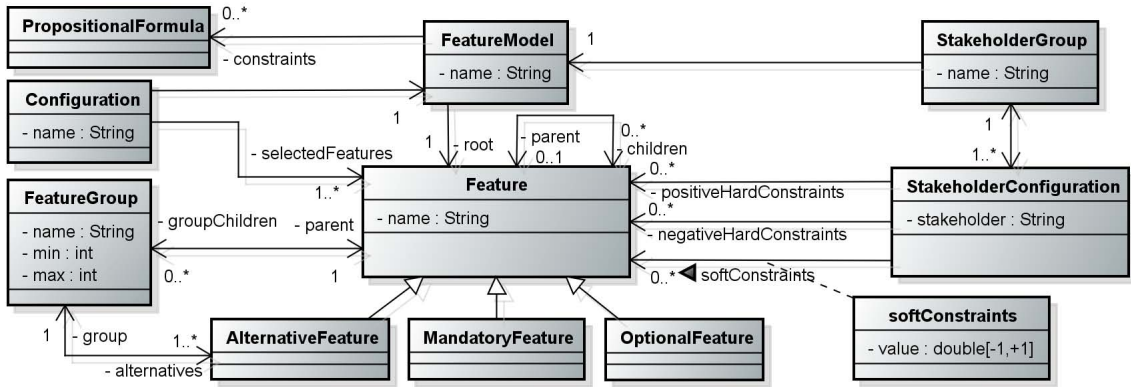 PropositionalFormula
0..*
- constraints
FeatureModel
- name : String
1
StakeholderGroup
- name : String
Configuration
- name : String
1
1
- root
- parent
0..1
0..*
- children
1
1..*
- selectedFeatures
1..*
Feature
- name : String
0..*
- positiveHardConstraints
0..*
- negativeHardConstraints
0..*
softConstraints
StakeholderConfiguration
- stakeholder : String
FeatureGroup
- name : String
- min : int
- max : int
- groupChildren
0..*
- parent
1
1
- group
1..*
- alternatives
AlternativeFeature
MandatoryFeature
OptionalFeature
softConstraints
- value : double[-1,+1]